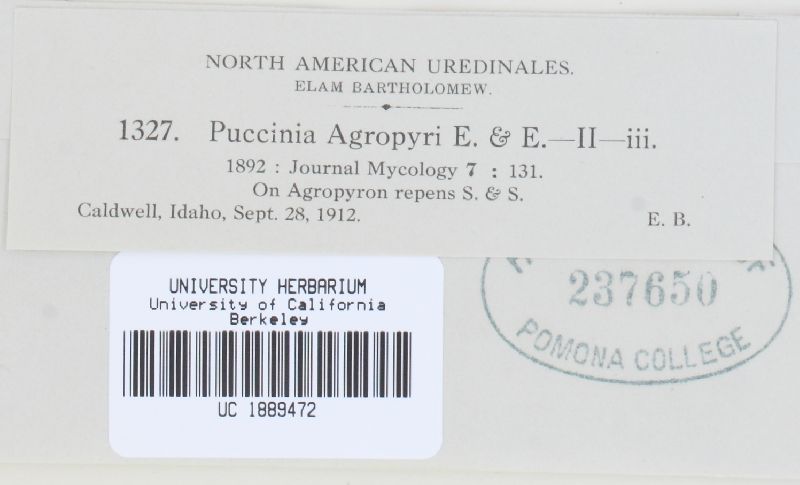 NORTH AMERICAN UREDINALES.
ELAM BARTHOLOMEW.
1327. Puccinia Agropyri E. & E.—II—iii.
1892 : Journal Mycology 7 : 131.
On Agropyron repens S. & S.
Caldwell, Idaho, Sept. 28, 1912. E. B.
UNIVERSITY HERBARIUM
University of California
Berkeley
UC 1889472
237650
POMONA COLLEGE